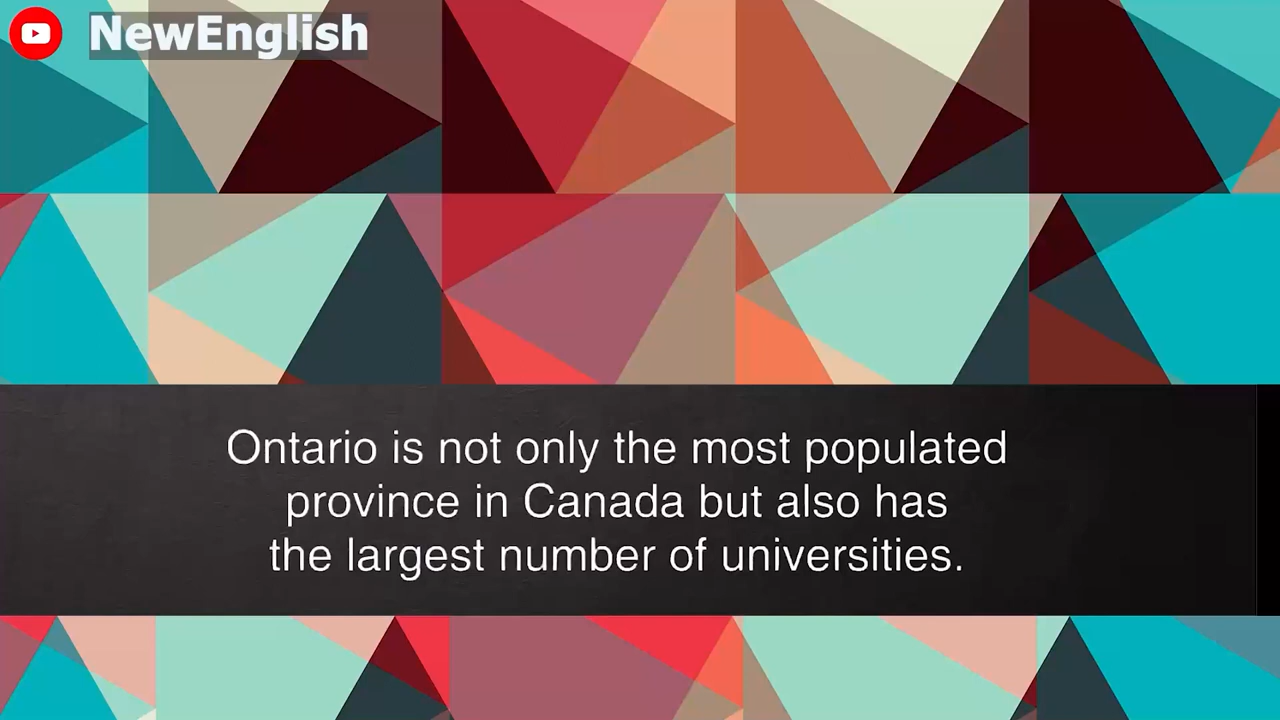 NewEnglish
Ontario is not only the most populated
province in Canada but also has
the largest number of universities.